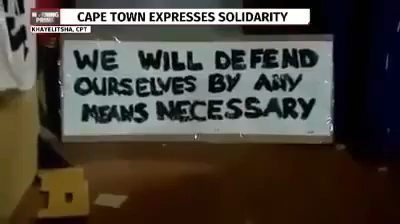 CAPE TOWN EXPRESSES SOLIDARITY
KHAYELITSHA, CPT
WE WILL DEFEND
OURSELVES BY ANY
MEANS NECESSARY